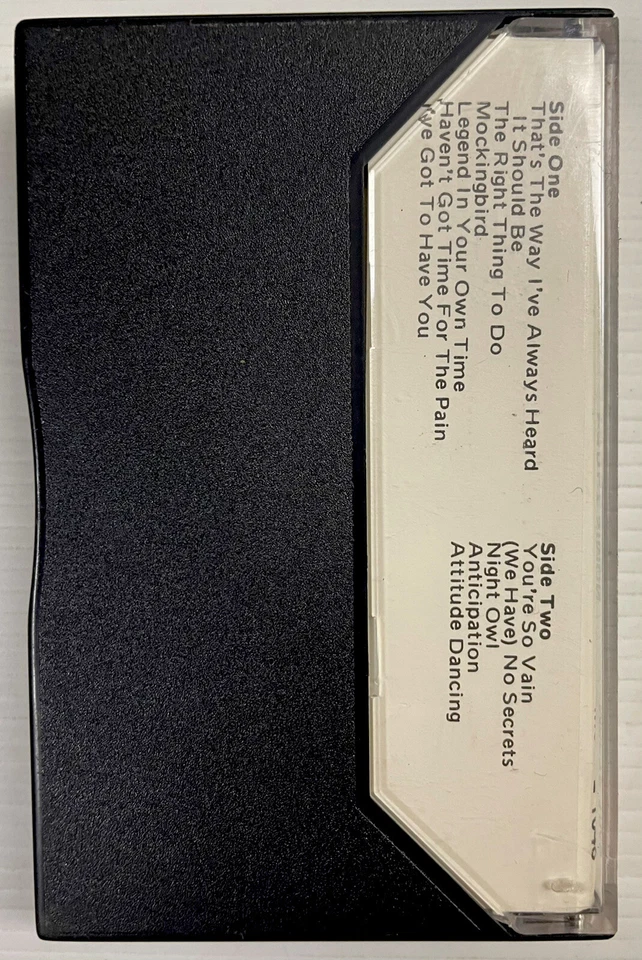 Side One
That's The Way I've Always Heard
It Should Be
The Right Thing To Do
Mockingbird
Legend In Your Own Time
Haven't Got Time For The Pain
I've Got To Have You
Side Two
You're So Vain
(We Have) No Secrets
Night Owl
Anticipation
Attitude Dancing